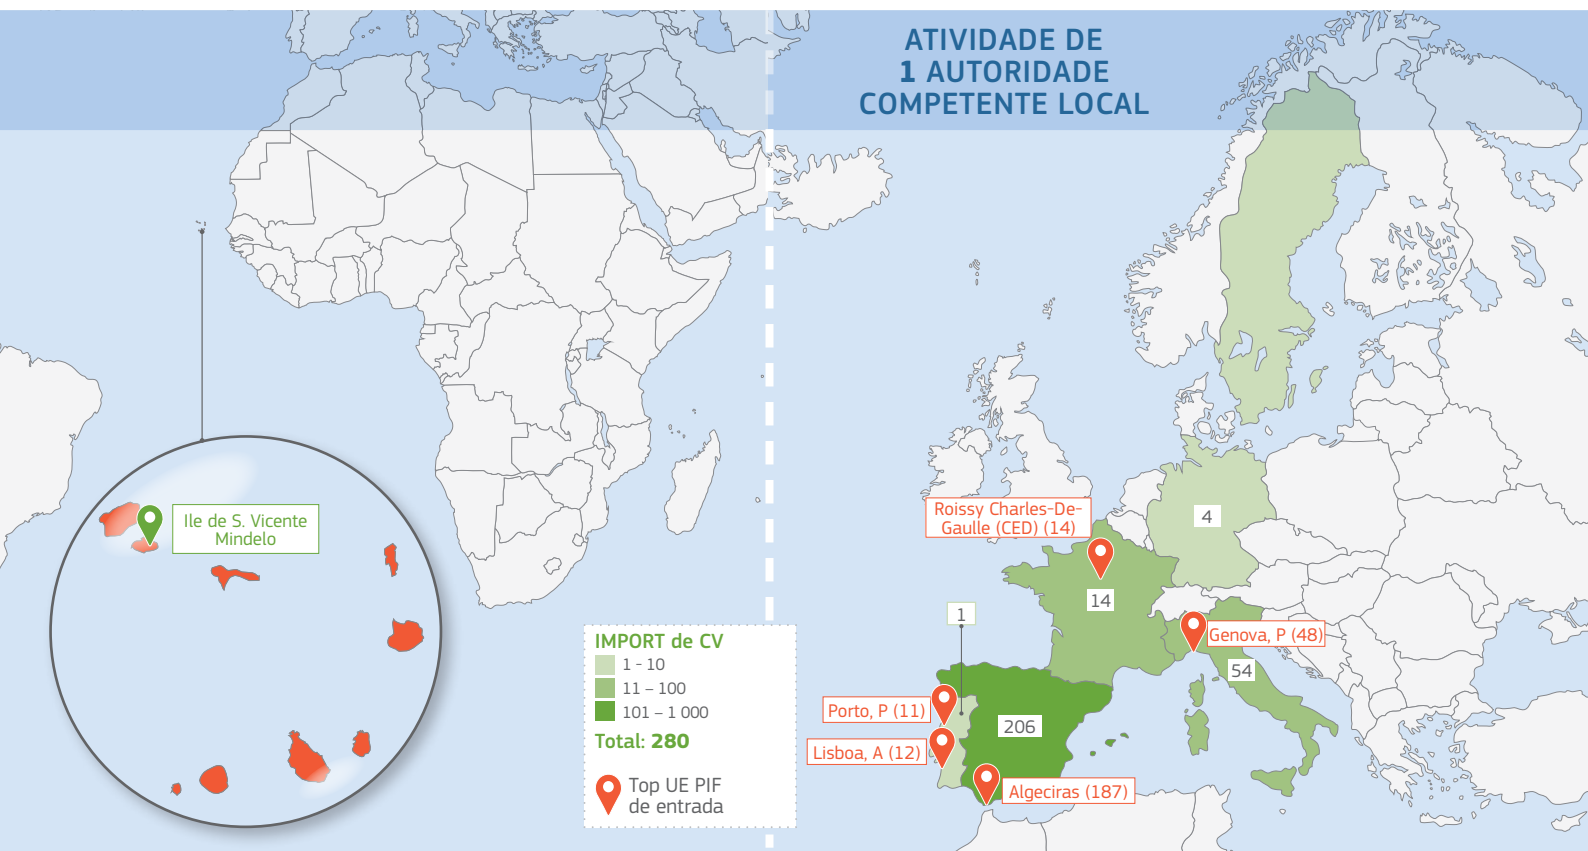 ATIVIDADE DE
1 AUTORIDADE
COMPETENTE LOCAL
Ile de S. Vicente
Mindelo
IMPORT de CV
1 - 10
11 – 100
101 – 1 000
Total: 280
Top UE PIF
de entrada
Roissy Charles-De-
Gaulle (CED) (14)
4
14
1
Genova, P (48)
54
Porto, P (11)
206
Lisboa, A (12)
Algeciras (187)